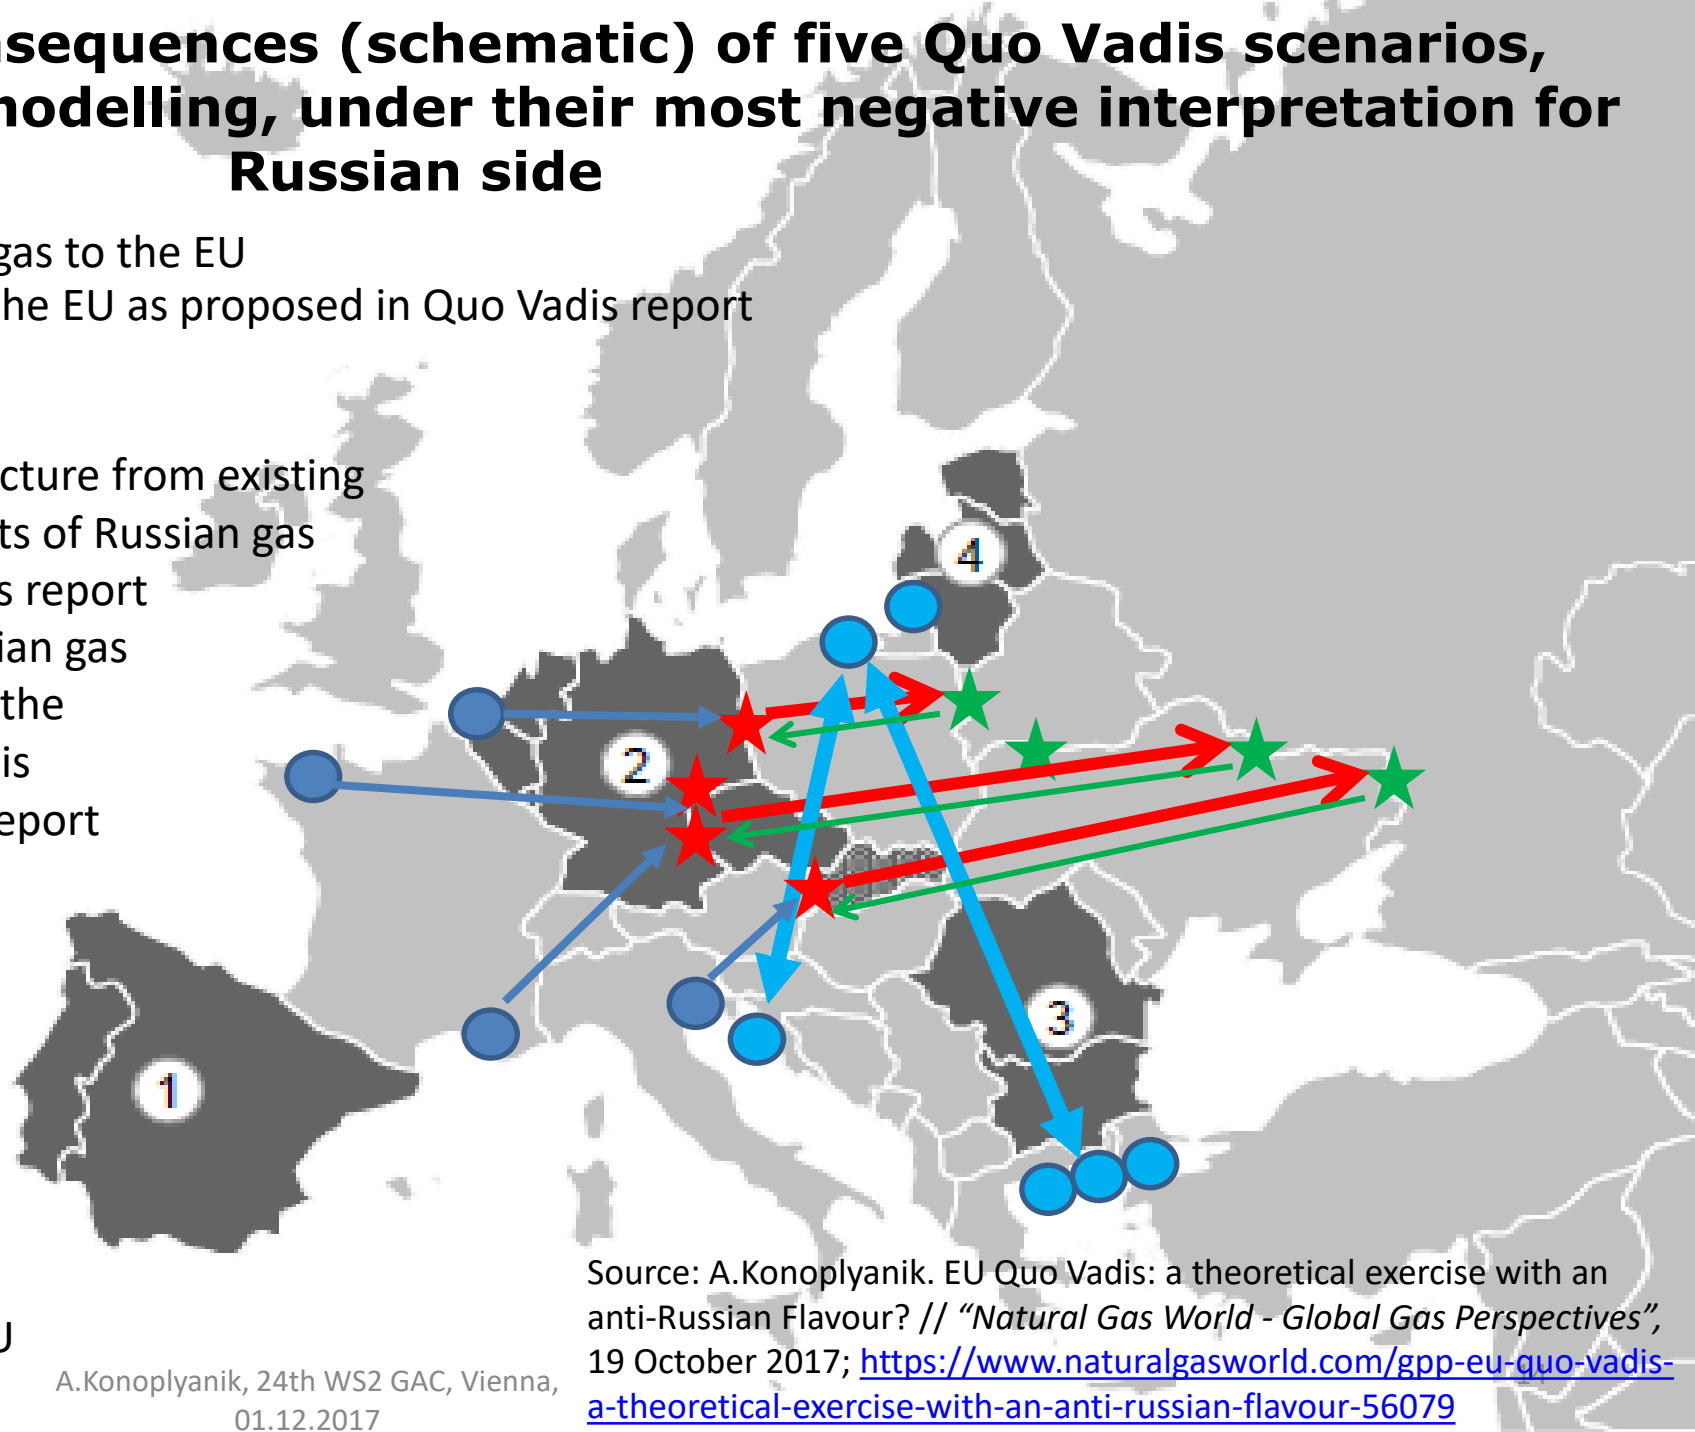 nsequences (schematic) of five Quo Vadis scenarios,
modelling, under their most negative interpretation for
Russian side
gas to the EU
he EU as proposed in Quo Vadis report
cture from existing
ts of Russian gas
s report
ian gas
the
is
eport
4
2
3
1
U
Source: A.Konoplyanik. EU Quo Vadis: a theoretical exercise with an
anti-Russian Flavour? // “Natural Gas World - Global Gas Perspectives”,
19 October 2017; https://www.naturalgasworld.com/gpp-eu-quo-vadis-
a-theoretical-exercise-with-an-anti-russian-flavour-56079
A.Konoplyanik, 24th WS2 GAC, Vienna,
01.12.2017